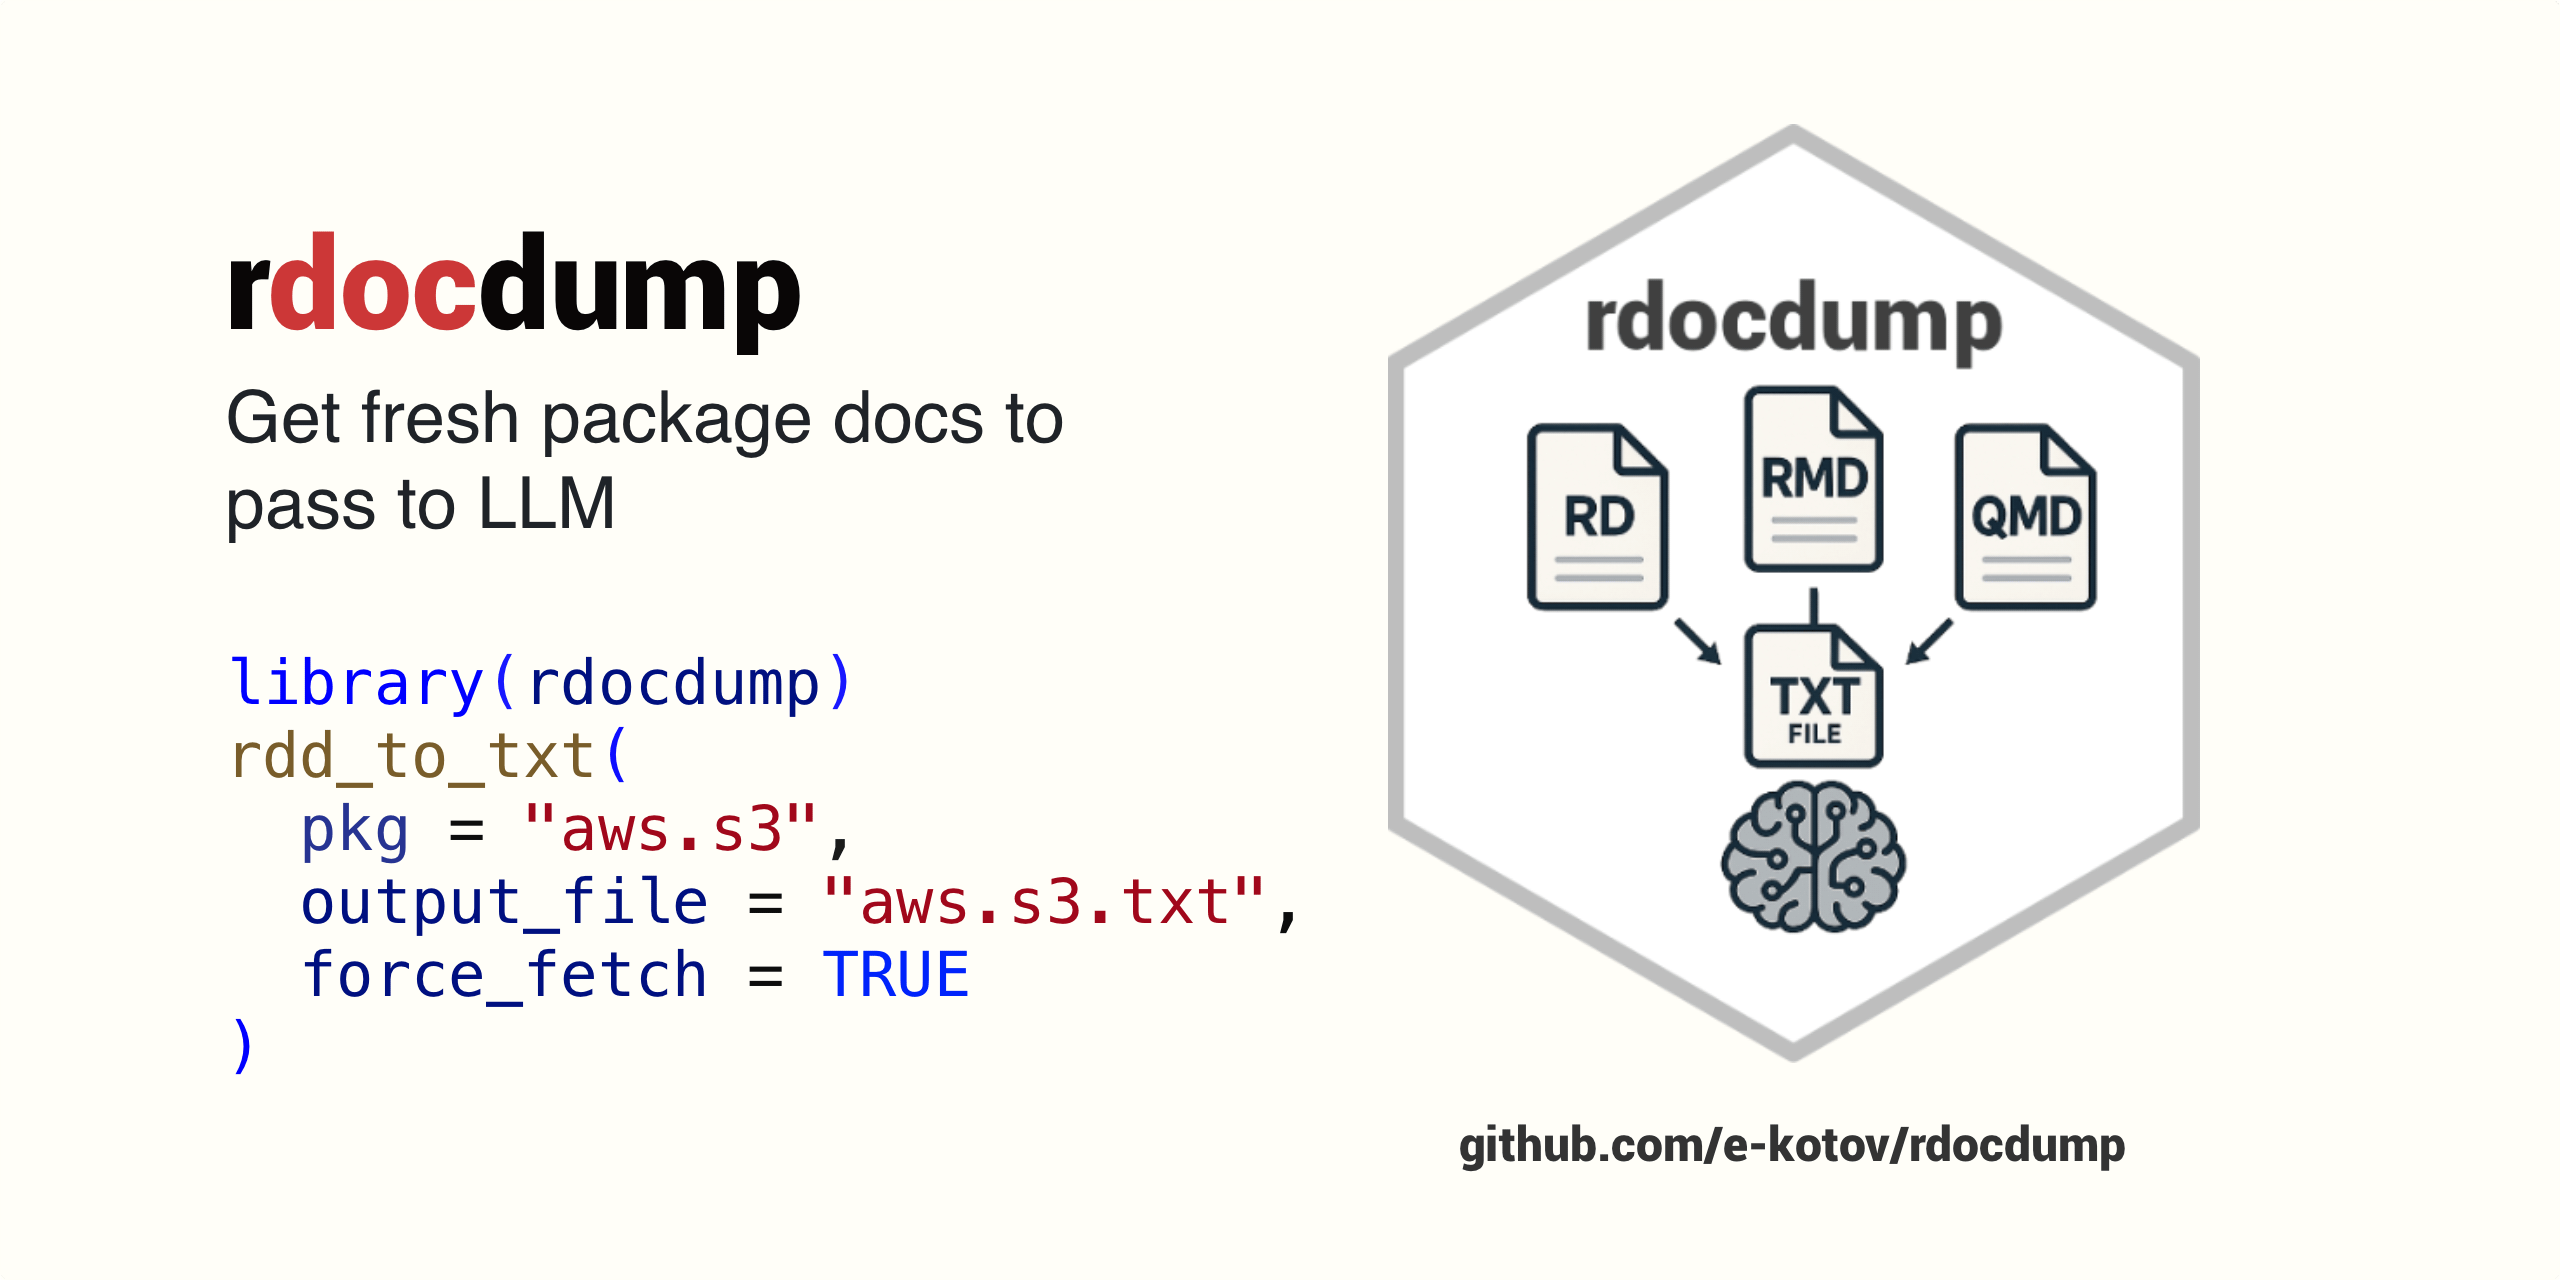 rdocdump
Get fresh package docs to
pass to LLM
library(rdocdump)
rdd_to_txt(
  pkg = "aws.s3",
  output_file = "aws.s3.txt",
  force_fetch = TRUE
)
rdocdump
RD
RMD
QMD
TXT
FILE
github.com/e-kotov/rdocdump